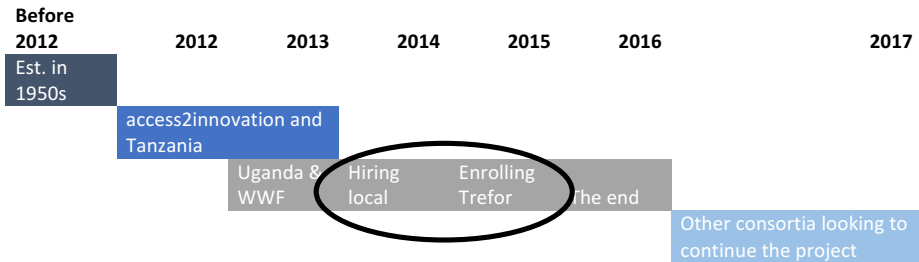 Before
2012 2012 2013 2014 2015 2016 2017
Est. in
1950s
access2innovation and
Tanzania
Uganda & Hiring Enrolling
WWF local Trefor The end
Other consortia looking to
continue the project